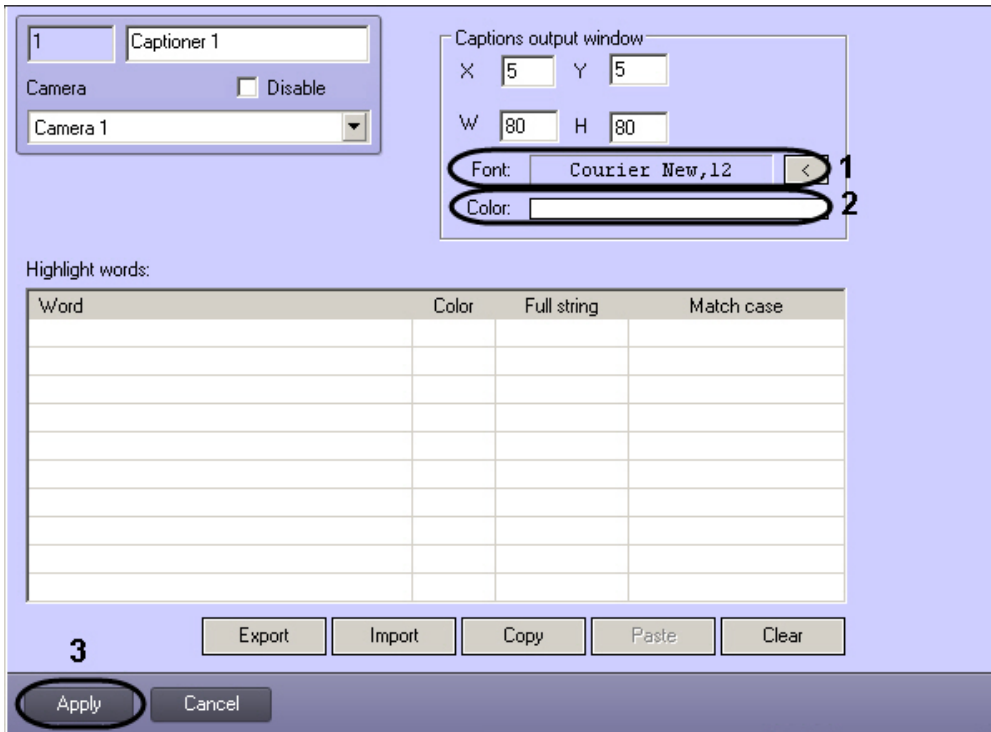 1 Captioner 1
Camera Disable
Camera 1
Captions output window
X 5 Y 5
W 80 H 80
Font: Courier New,12 < 1
Color: 2
Highlight words:
Word Color Full string Match case
Export Import Copy Paste Clear
3
Apply Cancel